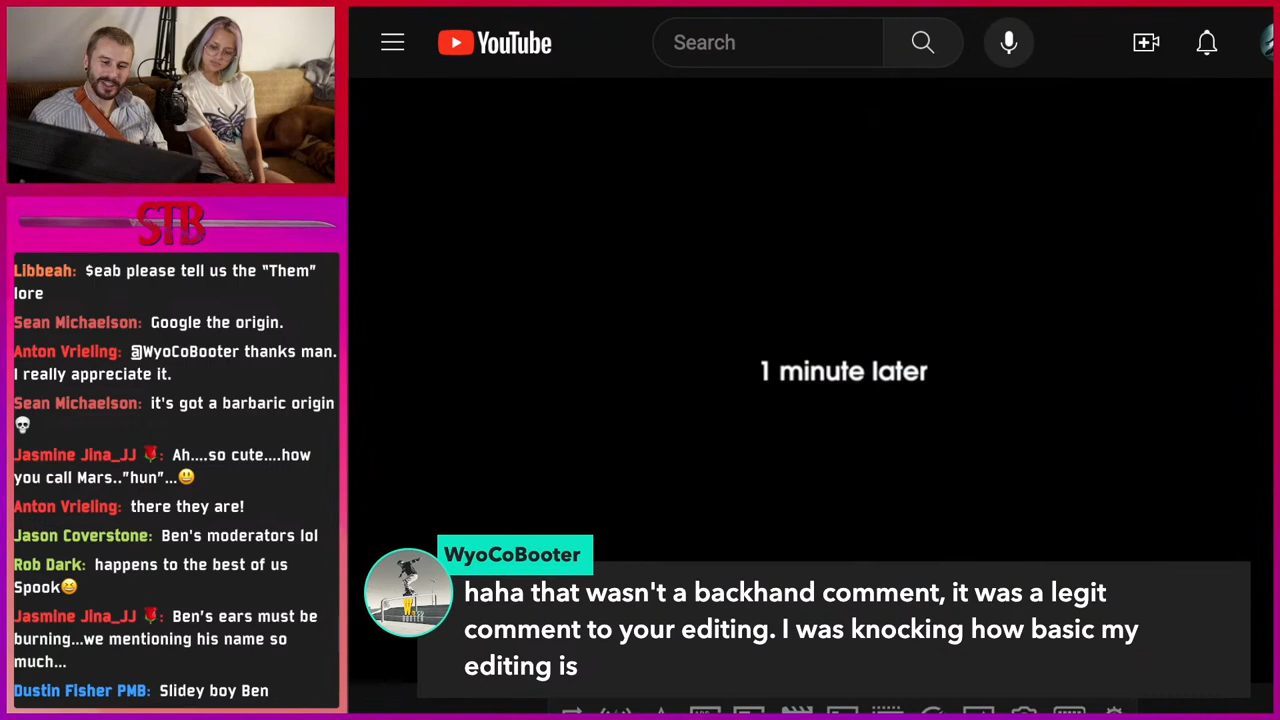 YouTube
Search
STB
Libbeah: $eab please tell us the "Them"
lore
Sean Michaelson: Google the origin.
Anton Vrieling: @WyoCoBooter thanks man.
I really appreciate it.
Sean Michaelson: it's got a barbaric origin
💀
Jasmine Jina_JJ 🌹: Ah....so cute....how
you call Mars.."hun"...😃
Anton Vrieling: there they are!
Jason Coverstone: Ben's moderators lol
Rob Dark: happens to the best of us
Spook😆
Jasmine Jina_JJ 🌹: Ben's ears must be
burning...we mentioning his name so
much...
Dustin Fisher PMB: Slidey boy Ben
1 minute later
WyoCoBooter
haha that wasn't a backhand comment, it was a legit
comment to your editing. I was knocking how basic my
editing is